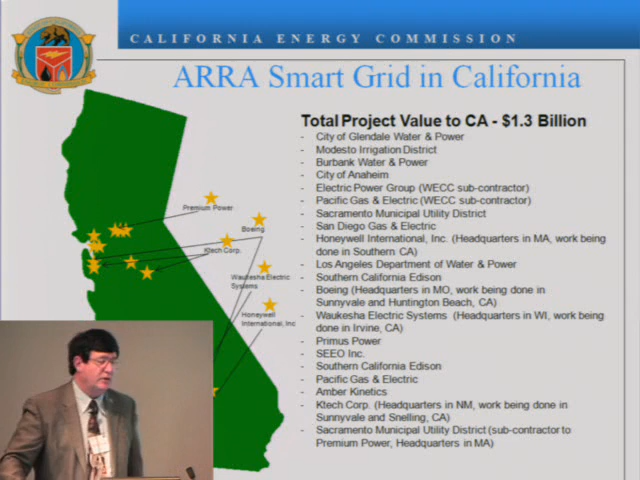 CALIFORNIA ENERGY COMMISSION
ARRA Smart Grid in California
Total Project Value to CA - $1.3 Billion
- City of Glendale Water & Power
- Modesto Irrigation District
- Burbank Water & Power
- City of Anaheim
- Electric Power Group (WECC sub-contractor)
- Pacific Gas & Electric (WECC sub-contractor)
- Sacramento Municipal Utility District
- San Diego Gas & Electric
- Honeywell International, Inc. (Headquarters in MA, work being
done in Southern CA)
- Los Angeles Department of Water & Power
- Southern California Edison
- Boeing (Headquarters in MO, work being done in
Sunnyvale and Huntington Beach, CA)
- Waukesha Electric Systems (Headquarters in WI, work being
done in Irvine, CA)
- Primus Power
- SEEO Inc.
- Southern California Edison
- Pacific Gas & Electric
- Amber Kinetics
- Ktech Corp. (Headquarters in NM, work being done in
Sunnyvale and Snelling, CA)
- Sacramento Municipal Utility District (sub-contractor to
Premium Power, Headquarters in MA)
Premium Power
Boeing
Ktech Corp.
Waukesha Electric
Systems
Honeywell
International, Inc